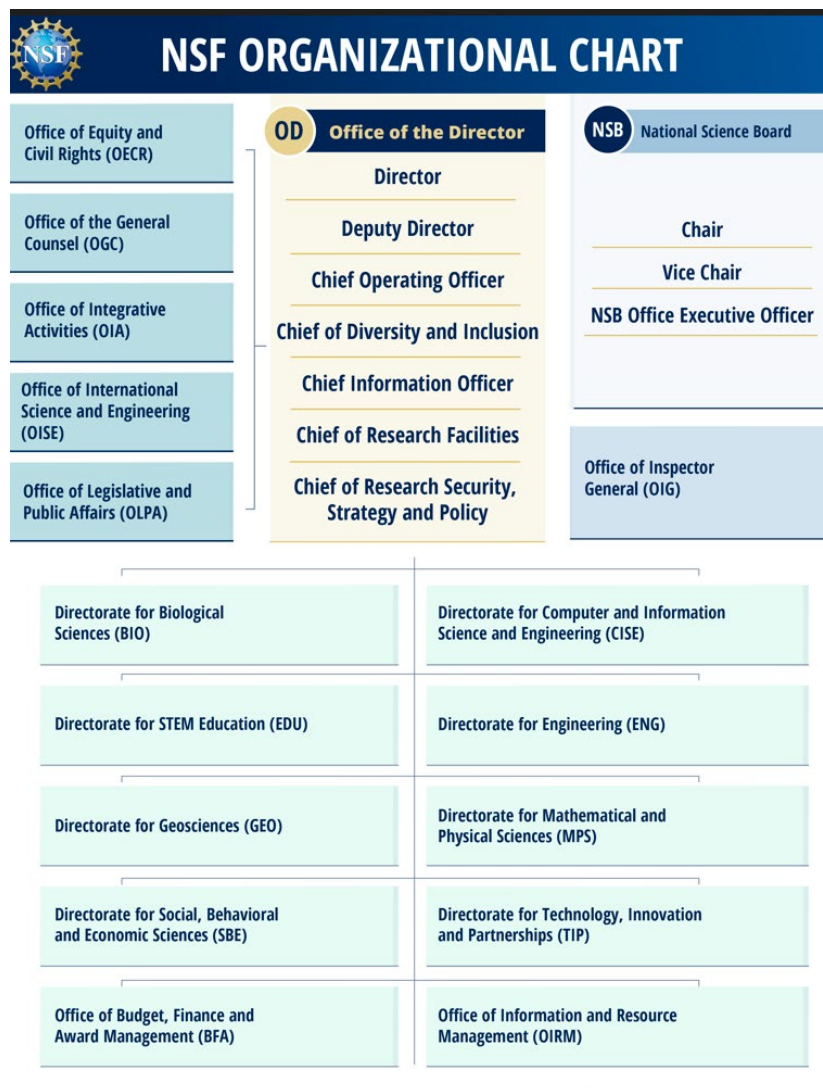 NSF
NSF ORGANIZATIONAL CHART
Office of Equity and
Civil Rights (OECR)
Office of the General
Counsel (OGC)
Office of Integrative
Activities (OIA)
Office of International
Science and Engineering
(OISE)
Office of Legislative and
Public Affairs (OLPA)
OD Office of the Director
Director
Deputy Director
Chief Operating Officer
Chief of Diversity and Inclusion
Chief Information Officer
Chief of Research Facilities
Chief of Research Security,
Strategy and Policy
NSB National Science Board
Chair
Vice Chair
NSB Office Executive Officer
Office of Inspector
General (OIG)
Directorate for Biological
Sciences (BIO)
Directorate for Computer and Information
Science and Engineering (CISE)
Directorate for STEM Education (EDU)
Directorate for Engineering (ENG)
Directorate for Geosciences (GEO)
Directorate for Mathematical and
Physical Sciences (MPS)
Directorate for Social, Behavioral
and Economic Sciences (SBE)
Directorate for Technology, Innovation
and Partnerships (TIP)
Office of Budget, Finance and
Award Management (BFA)
Office of Information and Resource
Management (OIRM)